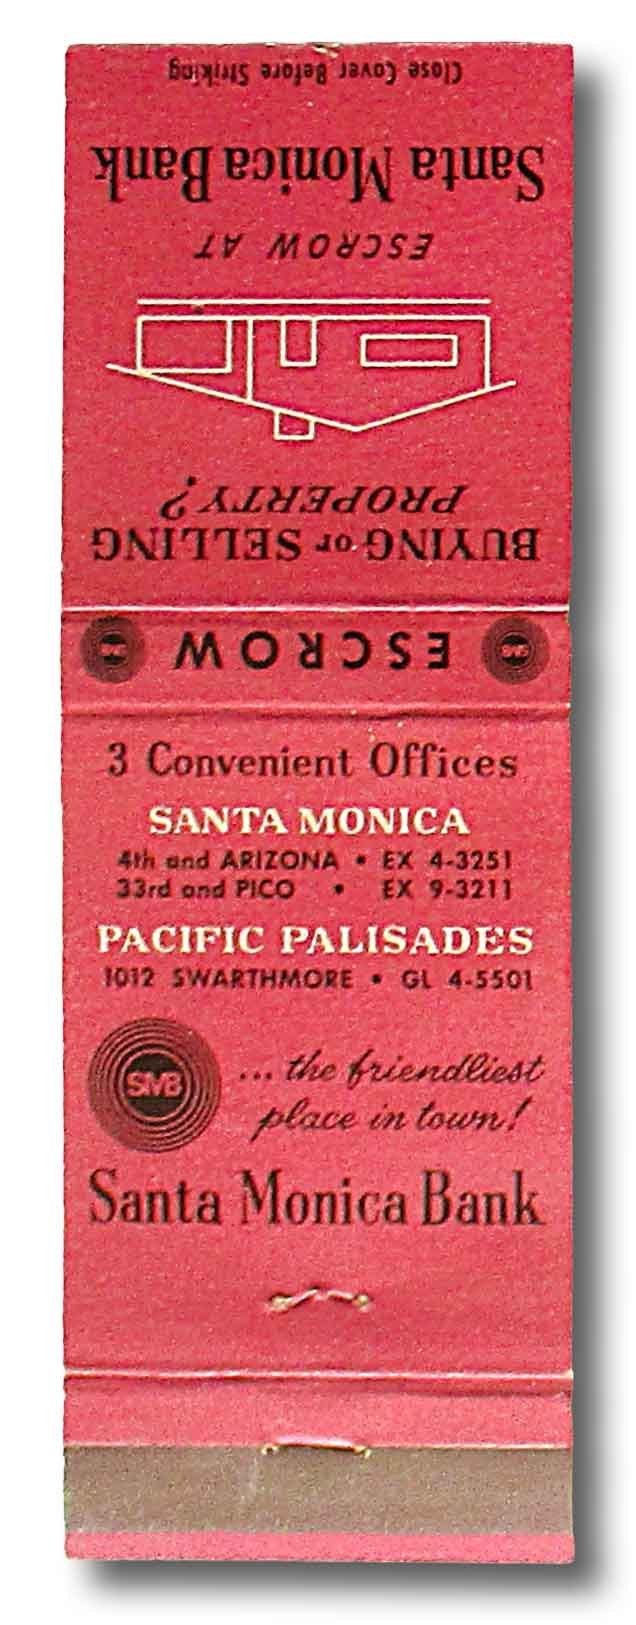 Close Cover Before Striking
Santa Monica Bank
ESCROW AT
BUYING or SELLING
PROPERTY?
SMB ESCROW SMB
3 Convenient Offices
SANTA MONICA
4th and ARIZONA • EX 4-3251
33rd and PICO • EX 9-3211
PACIFIC PALISADES
1012 SWARTHMORE • GL 4-5501
SMB
... the friendliest
place in town!
Santa Monica Bank